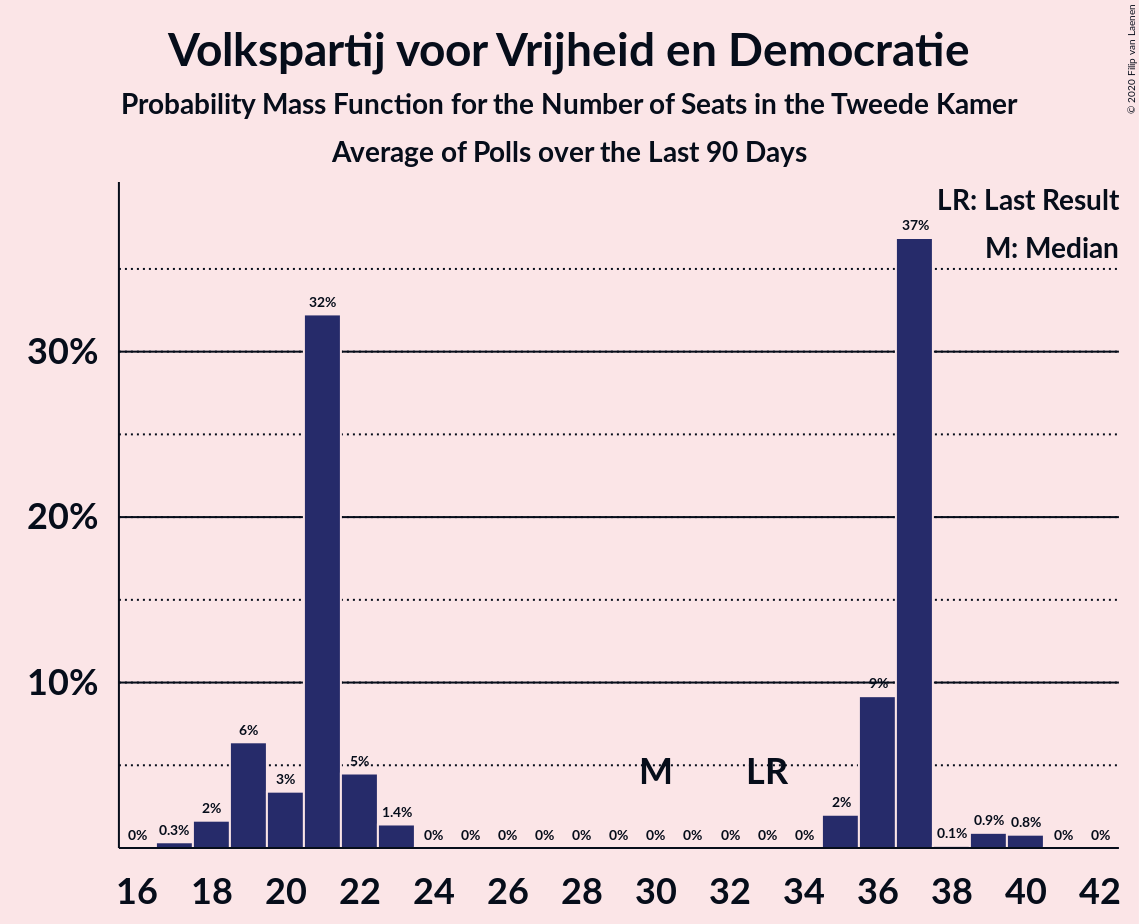 Volkspartij voor Vrijheid en Democratie
Probability Mass Function for the Number of Seats in the Tweede Kamer
Average of Polls over the Last 90 Days
© 2020 Filip van Laenen
LR: Last Result
M: Median
30%
20%
10%
0% 0.3% 2% 6% 3% 32% 5% 1.4% 0% 0% 0% 0% 0% 0% 0% 0% 0% 0% 0% 2% 9% 37% 0.1% 0.9% 0.8% 0% 0%
M LR
16 18 20 22 24 26 28 30 32 34 36 38 40 42